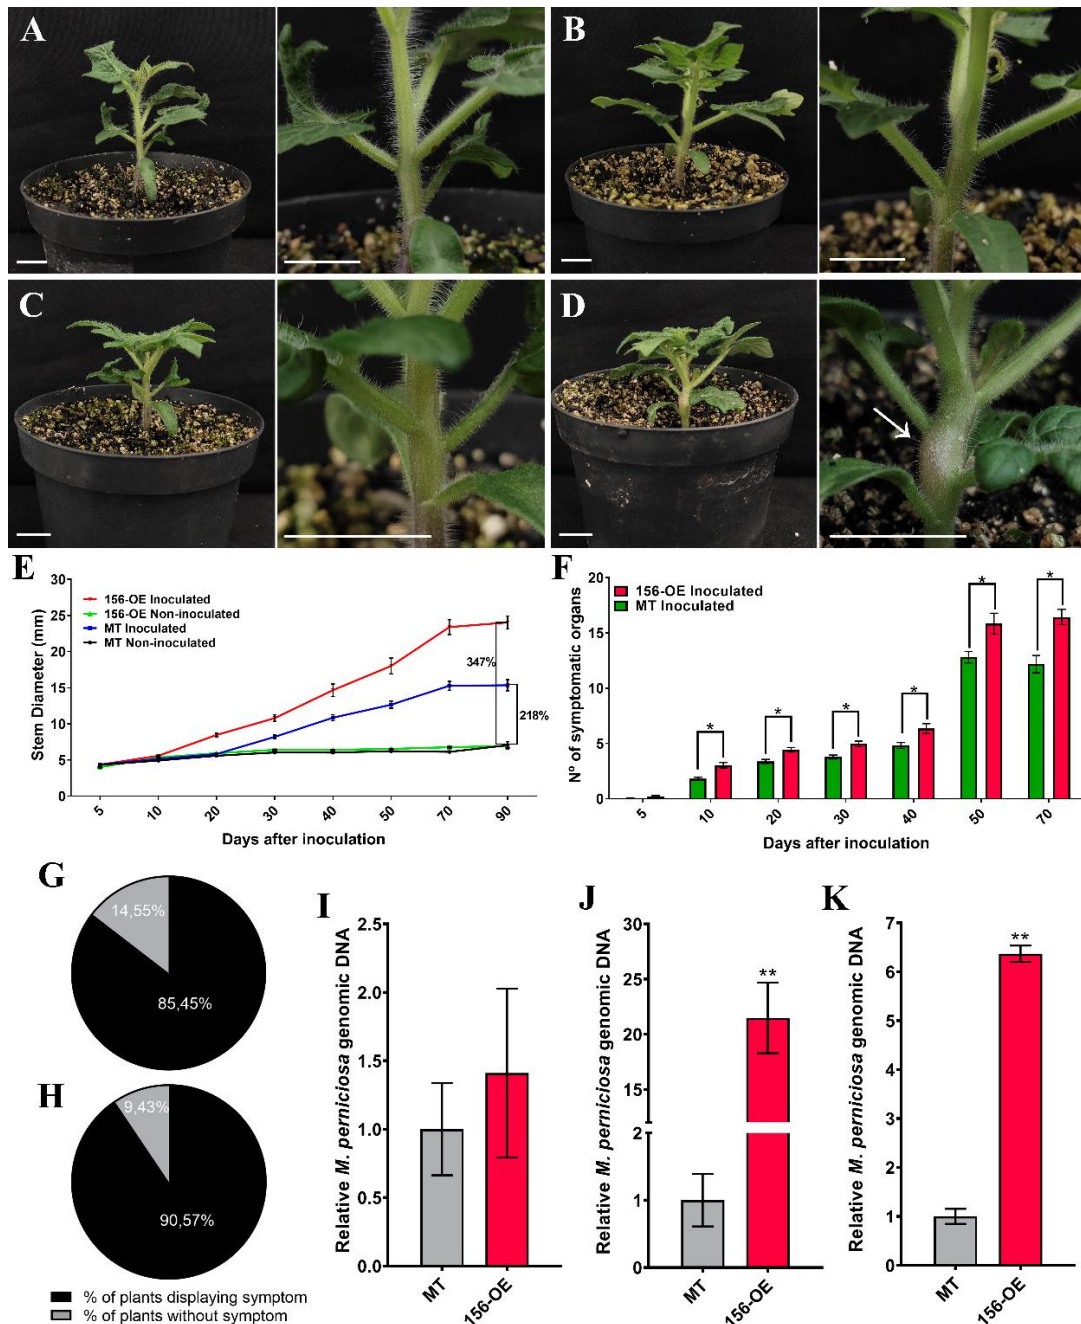 A
B
C
D
E
156-OE Inoculated
156-OE Non-inoculated
MT Inoculated
MT Non-inoculated
Stem Diameter (mm)
30
25
20
15
10
5
0
347%
218%
5 10 20 30 40 50 70 90
Days after inoculation
F
156-OE Inoculated
MT Inoculated
Nº of symptomatic organs
20
15
10
5
0
* * * * * *
5 10 20 30 40 50 70
Days after inoculation
G
14,55%
85,45%
H
9,43%
90,57%
% of plants displaying symptom
% of plants without symptom
I
Relative M. perniciosa genomic DNA
2.5
2.0
1.5
1.0
0.5
0.0
MT 156-OE
J
Relative M. perniciosa genomic DNA
30
25
20
15
2
1
0
**
MT 156-OE
K
Relative M. perniciosa genomic DNA
7
6
5
4
3
2
1
0
**
MT 156-OE